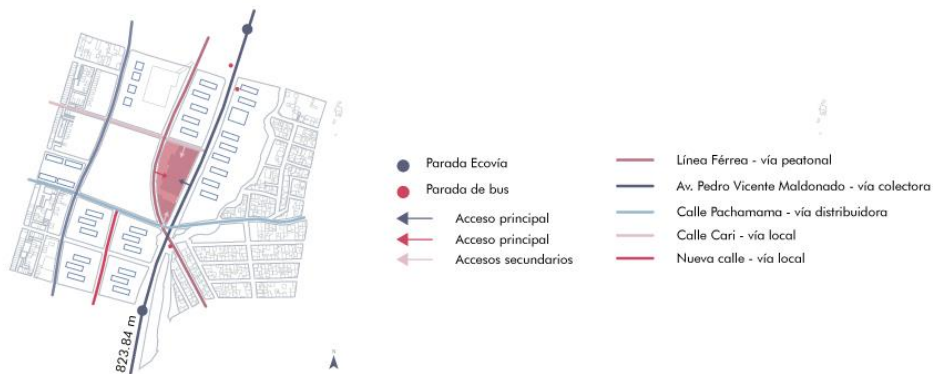 823.84 m
Parada Ecovía
Parada de bus
Acceso principal
Acceso principal
Accesos secundarios
Línea Férrea - vía peatonal
Av. Pedro Vicente Maldonado - vía colectora
Calle Pachamama - vía distribuidora
Calle Cari - vía local
Nueva calle - vía local